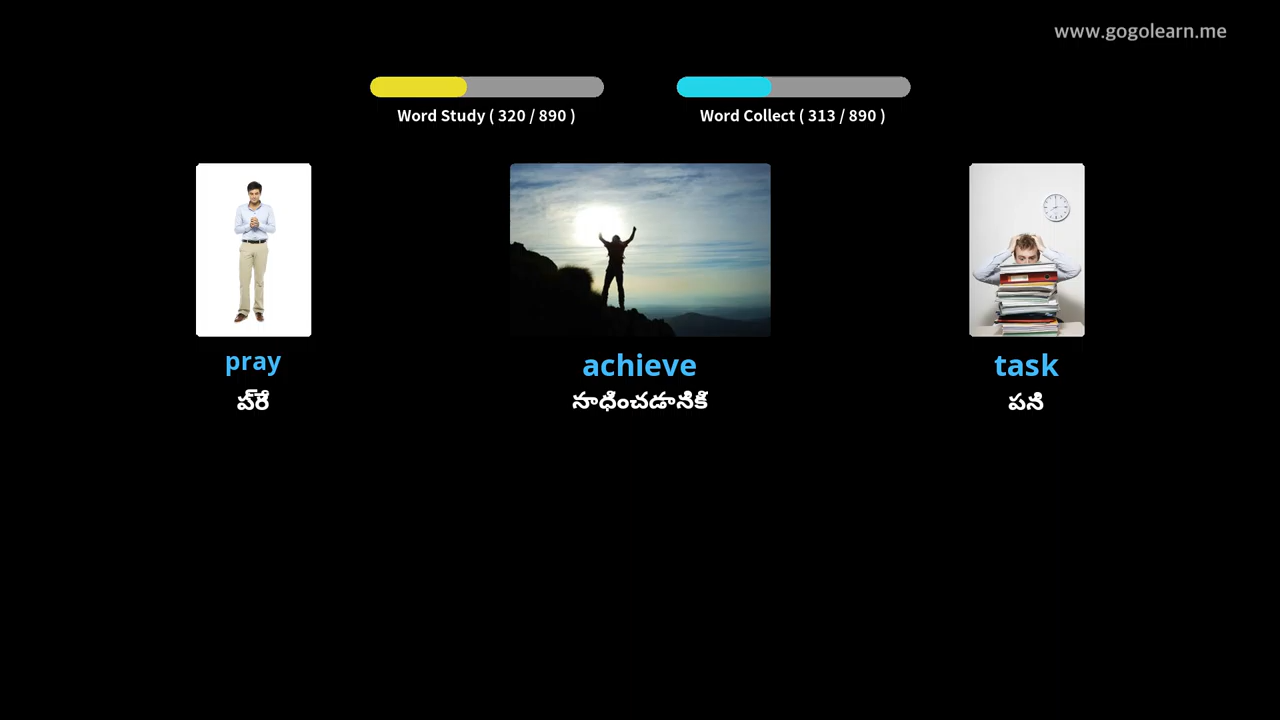 www.gogolearn.me
Word Study ( 320 / 890 )
Word Collect ( 313 / 890 )
pray
ప్రే
achieve
సాధించడానికి
task
పని